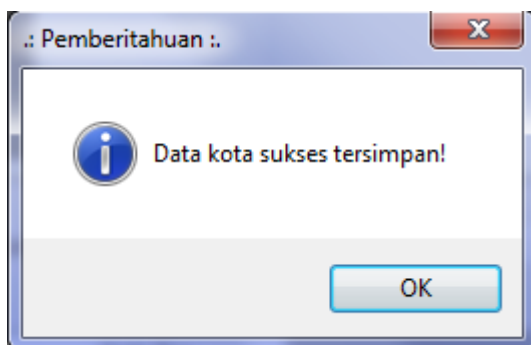 .: Pemberitahuan :.
Data kota sukses tersimpan!
OK